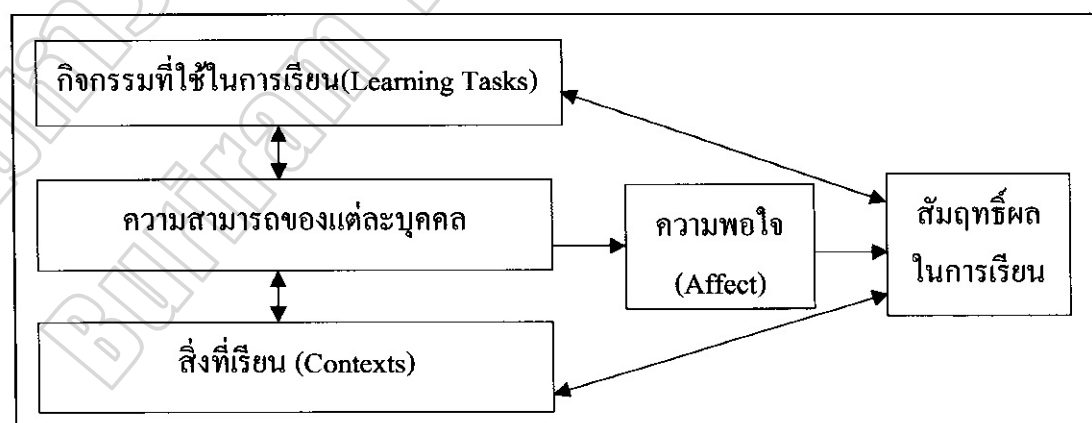 กิจกรรมที่ใช้ในการเรียน(Learning Tasks)
ความสามารถของแต่ละบุคคล
ความพอใจ
(Affect)
สัมฤทธิ์ผล
ในการเรียน
สิ่งที่เรียน (Contexts)